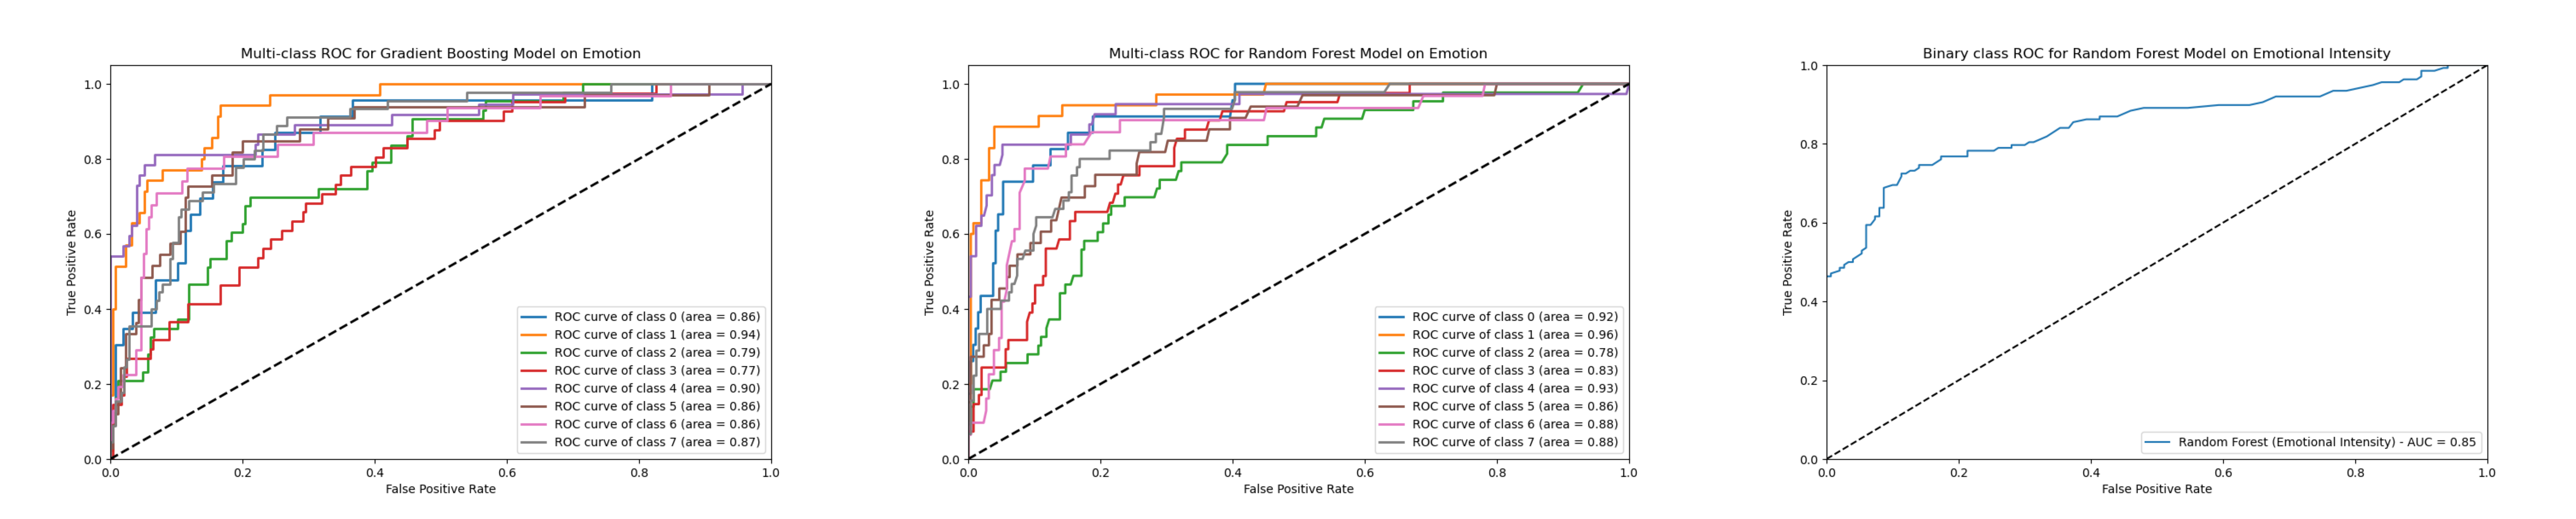 Multi-class ROC for Gradient Boosting Model on Emotion
True Positive Rate
1.0
0.8
0.6
0.4
0.2
0.0
ROC curve of class 0 (area = 0.86)
ROC curve of class 1 (area = 0.94)
ROC curve of class 2 (area = 0.79)
ROC curve of class 3 (area = 0.77)
ROC curve of class 4 (area = 0.90)
ROC curve of class 5 (area = 0.86)
ROC curve of class 6 (area = 0.86)
ROC curve of class 7 (area = 0.87)
0.0 0.2 0.4 0.6 0.8 1.0
False Positive Rate
Multi-class ROC for Random Forest Model on Emotion
True Positive Rate
1.0
0.8
0.6
0.4
0.2
0.0
ROC curve of class 0 (area = 0.92)
ROC curve of class 1 (area = 0.96)
ROC curve of class 2 (area = 0.78)
ROC curve of class 3 (area = 0.83)
ROC curve of class 4 (area = 0.93)
ROC curve of class 5 (area = 0.86)
ROC curve of class 6 (area = 0.88)
ROC curve of class 7 (area = 0.88)
0.0 0.2 0.4 0.6 0.8 1.0
False Positive Rate
Binary class ROC for Random Forest Model on Emotional Intensity
True Positive Rate
1.0
0.8
0.6
0.4
0.2
0.0
Random Forest (Emotional Intensity) - AUC = 0.85
0.0 0.2 0.4 0.6 0.8 1.0
False Positive Rate